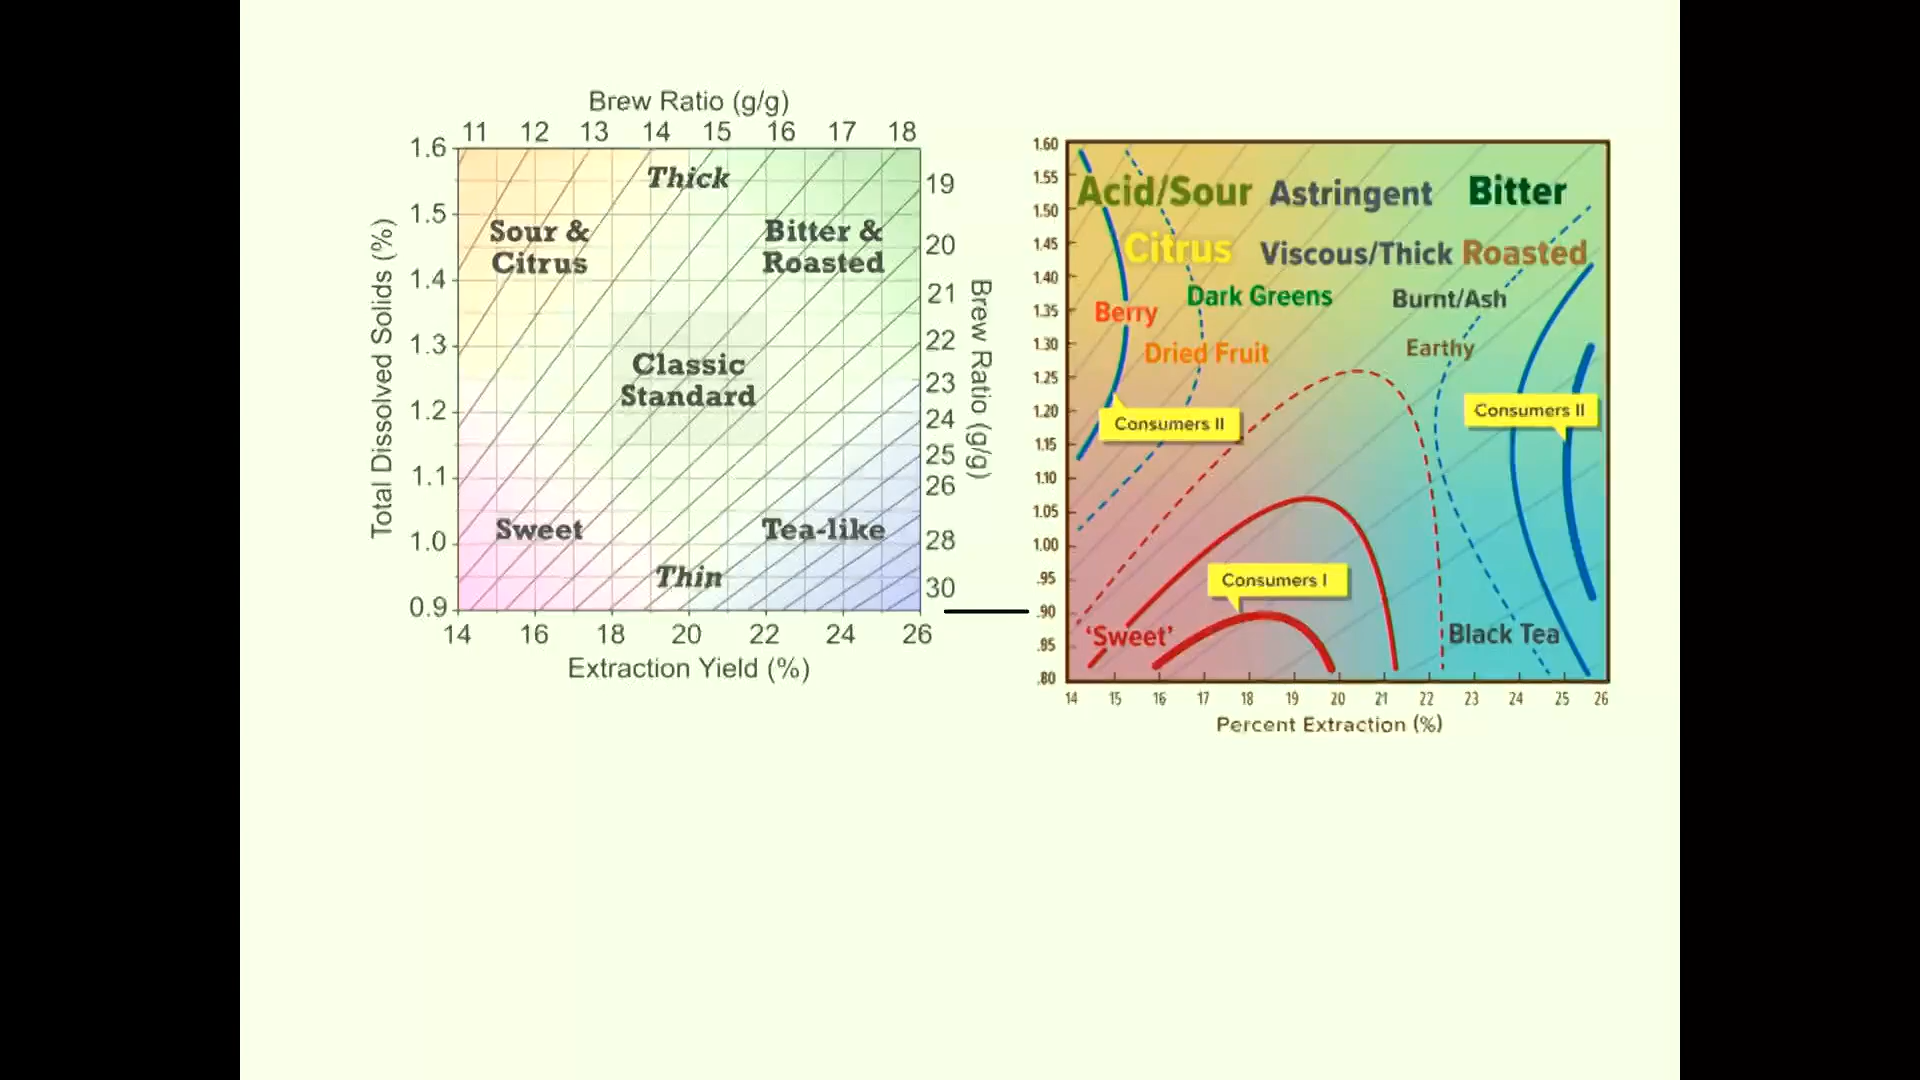 Brew Ratio (g/g)
11 12 13 14 15 16 17 18
1.6
1.5
1.4
1.3
1.2
1.1
1.0
0.9
Total Dissolved Solids (%)
Thick
Sour &
Citrus
Bitter &
Roasted
Classic
Standard
Sweet
Tea-like
Thin
19
20
21
22
23
24
25
26
28
30
Brew Ratio (g/g)
14 16 18 20 22 24 26
Extraction Yield (%)
1.60
1.55
1.50
1.45
1.40
1.35
1.30
1.25
1.20
1.15
1.10
1.05
1.00
.95
.90
.85
.80
Acid/Sour Astringent Bitter
Citrus Viscous/Thick Roasted
Dark Greens Burnt/Ash
Berry
Dried Fruit Earthy
Consumers II
Consumers II
Consumers I
'Sweet' Black Tea
14 15 16 17 18 19 20 21 22 23 24 25 26
Percent Extraction (%)